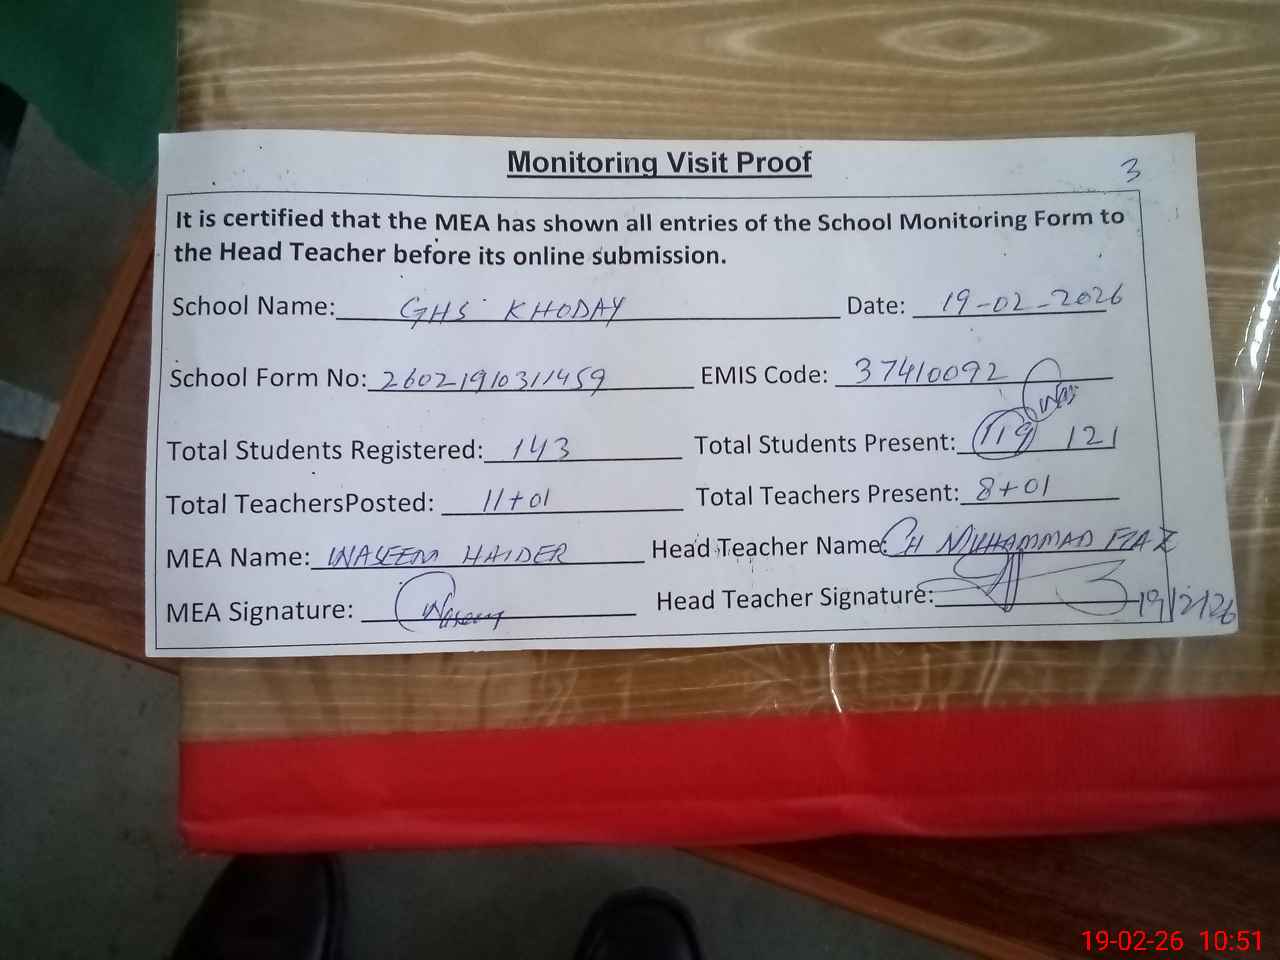 Monitoring Visit Proof
3
It is certified that the MEA has shown all entries of the School Monitoring Form to
the Head Teacher before its online submission.
School Name: GHS KHODAY Date: 19-02-2026
School Form No: 26021910311459 EMIS Code: 37410092
Total Students Registered: 143 Total Students Present: 119 121
Total TeachersPosted: 11+01 Total Teachers Present: 8+01
MEA Name: WASEEM HAIDER Head Teacher Name: CH MUHAMMAD FIAZ
MEA Signature: Waseem Head Teacher Signature: 19/2/26
19-02-26 10:51